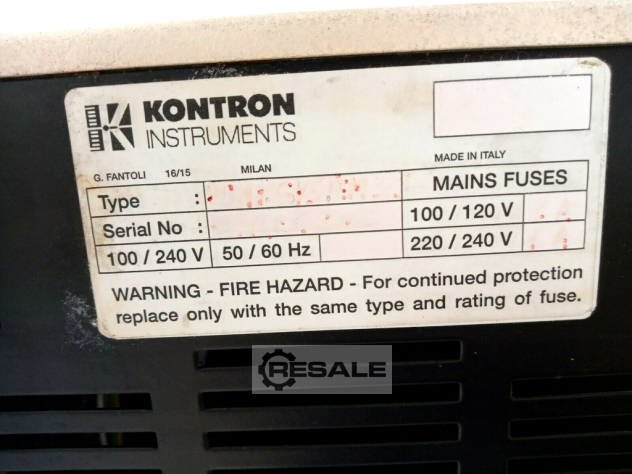 KONTRON
INSTRUMENTS
G. FANTOLI 16/15 MILAN MADE IN ITALY
Type :
MAINS FUSES
Serial No :
100 / 120 V
100 / 240 V 50 / 60 Hz
220 / 240 V
WARNING - FIRE HAZARD - For continued protection
replace only with the same type and rating of fuse.
RESALE